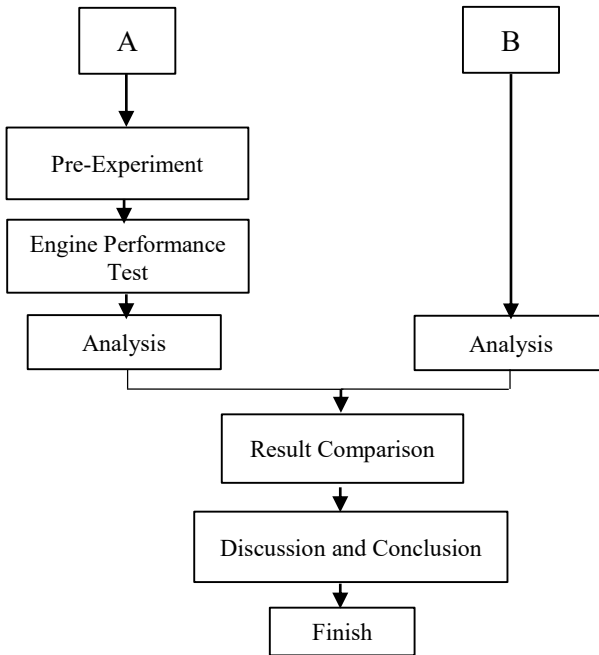 A
B
Pre-Experiment
Engine Performance
Test
Analysis
Analysis
Result Comparison
Discussion and Conclusion
Finish